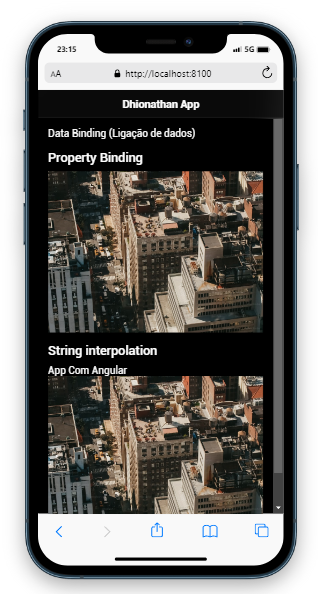 23:15
5G
AA
http://localhost:8100
Dhionathan App
Data Binding (Ligação de dados)
Property Binding
String interpolation
App Com Angular